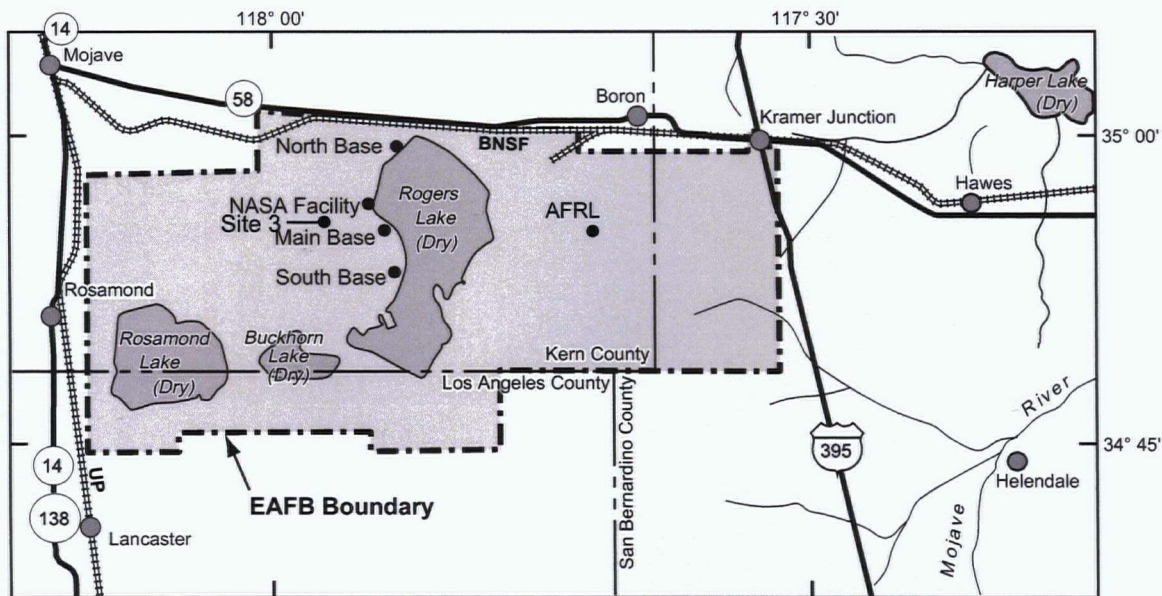 118° 00'
117° 30'
14
Mojave
58
Boron
Kramer Junction
Harper Lake
(Dry)
35° 00'
North Base
BNSF
Hawes
NASA Facility
Rogers
Lake
(Dry)
AFRL
Site 3
Main Base
South Base
Rosamond
Rosamond
Lake
(Dry)
Buckhorn
Lake
(Dry)
Kern County
Los Angeles County
San Bernardino County
River
395
34° 45'
14
UP
138
EAFB Boundary
Helendale
Lancaster
Mojave